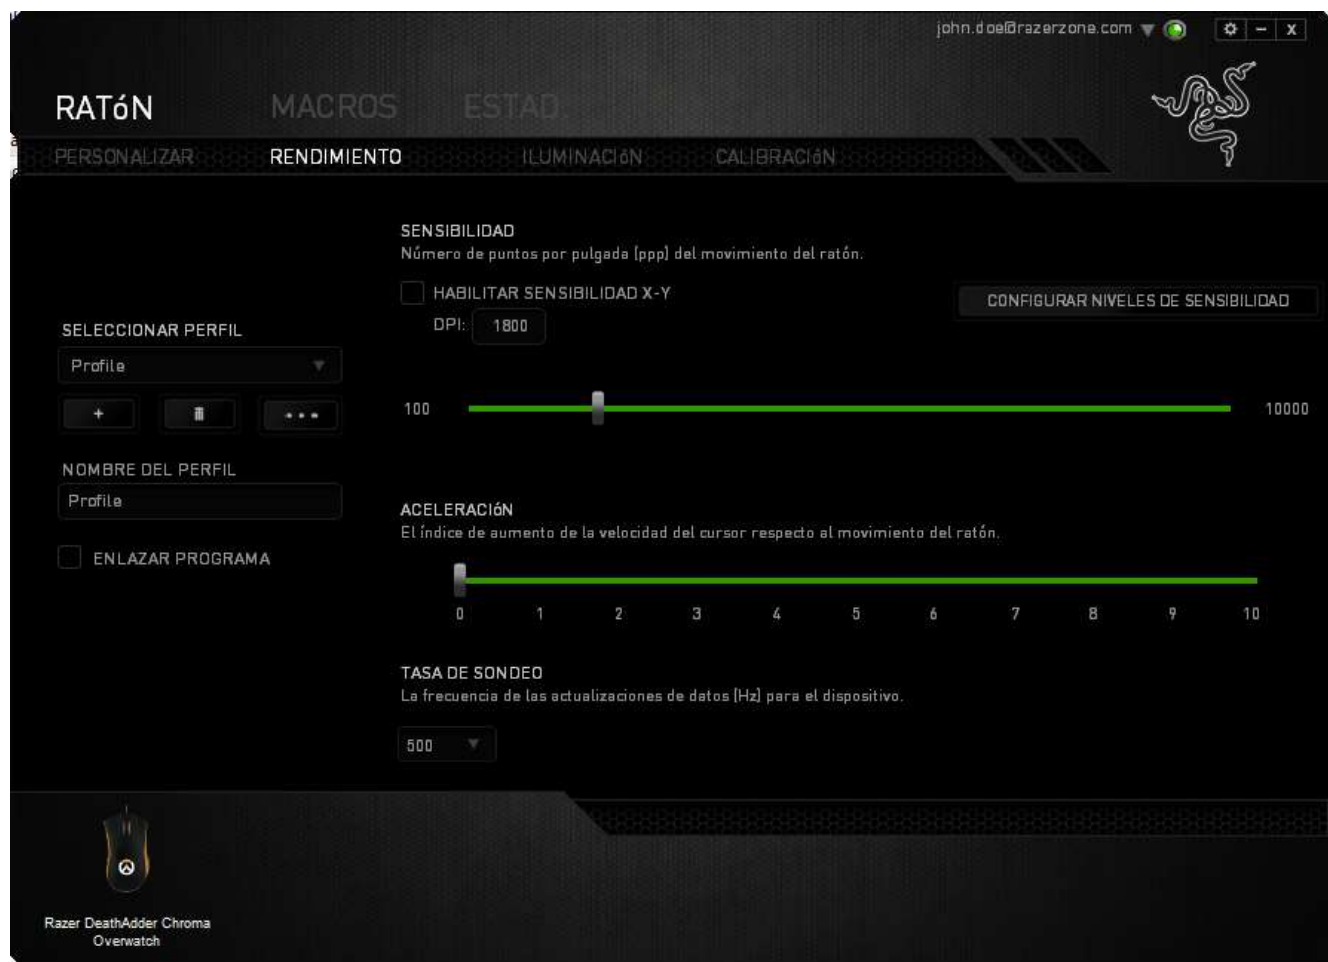 john.doe@razerzone.com
RATÓN MACROS ESTAD.
PERSONALIZAR RENDIMIENTO ILUMINACIÓN CALIBRACIÓN
SENSIBILIDAD
Número de puntos por pulgada (ppp) del movimiento del ratón.
HABILITAR SENSIBILIDAD X-Y
CONFIGURAR NIVELES DE SENSIBILIDAD
DPI: 1800
100 10000
SELECCIONAR PERFIL
Profile
NOMBRE DEL PERFIL
Profile
ENLAZAR PROGRAMA
ACELERACIÓN
El índice de aumento de la velocidad del cursor respecto al movimiento del ratón.
0 1 2 3 4 5 6 7 8 9 10
TASA DE SONDEO
La frecuencia de las actualizaciones de datos (Hz) para el dispositivo.
500
Razer DeathAdder Chroma
Overwatch